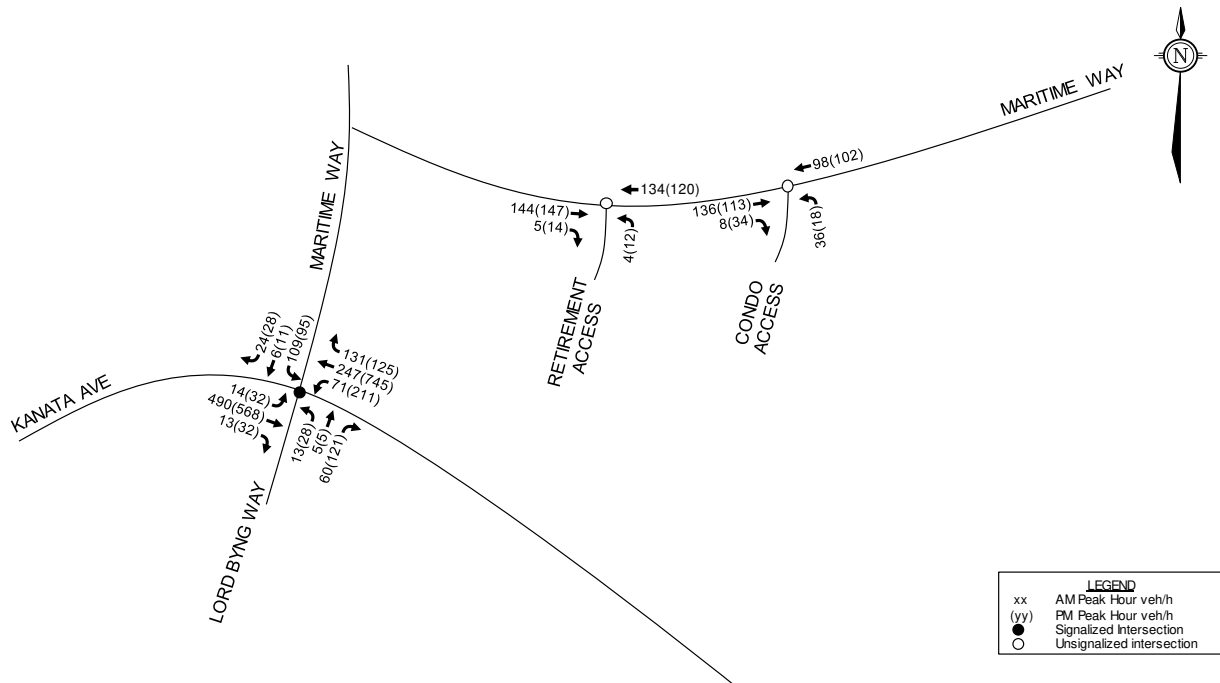 N
MARITIME WAY
98(102)
134(120)
144(147)
5(14)
4(12)
136(113)
8(34)
36(18)
MARITIME WAY
RETIREMENT
ACCESS
CONDO
ACCESS
24(28)
6(11)
109(95)
131(125)
247(745)
71(211)
KANATA AVE
14(32)
490(568)
13(32)
13(28)
5(5)
60(121)
LORD BYNG WAY
LEGEND
xx AM Peak Hour veh/h
(yy) PM Peak Hour veh/h
Signalized Intersection
Unsignalized intersection